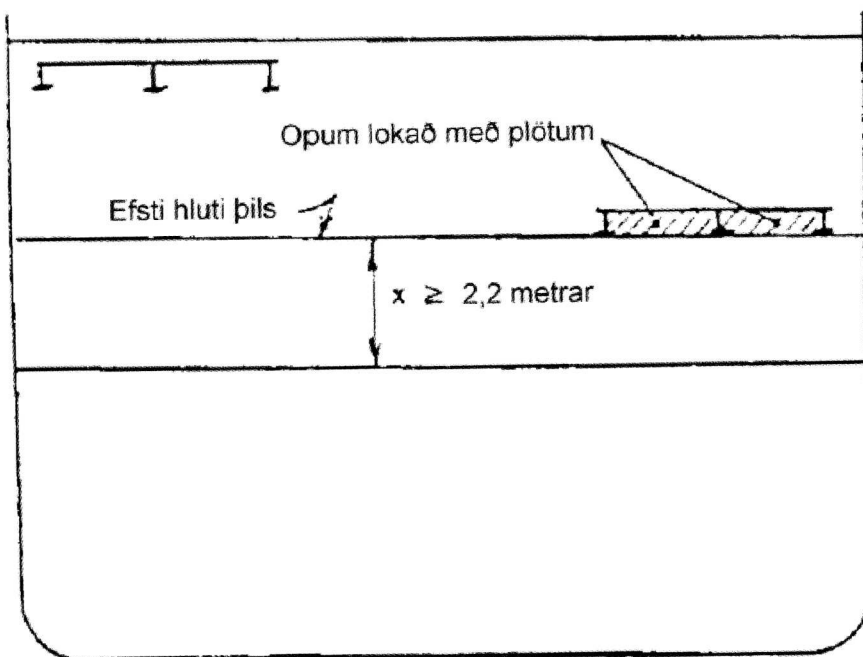 Opum lokað með plötum
Efsti hluti þils
x ≥ 2,2 metrar